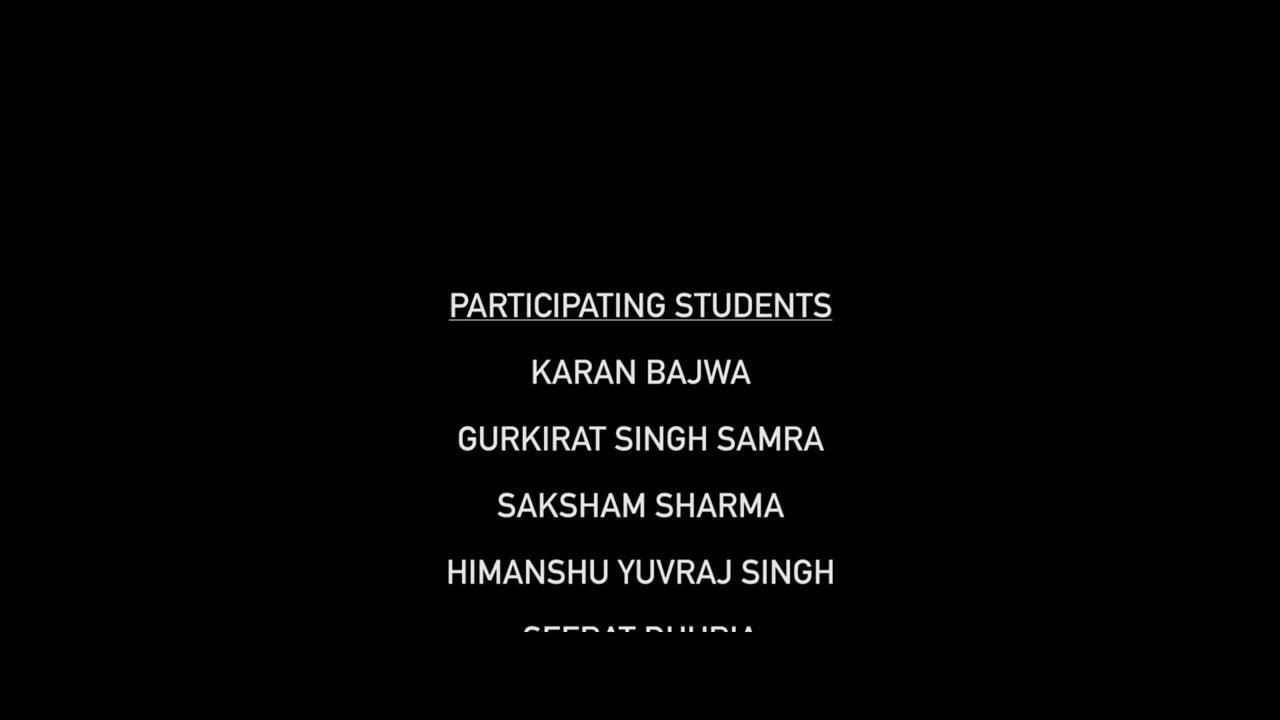 PARTICIPATING STUDENTS
KARAN BAJWA
GURKIRAT SINGH SAMRA
SAKSHAM SHARMA
HIMANSHU YUVRAJ SINGH